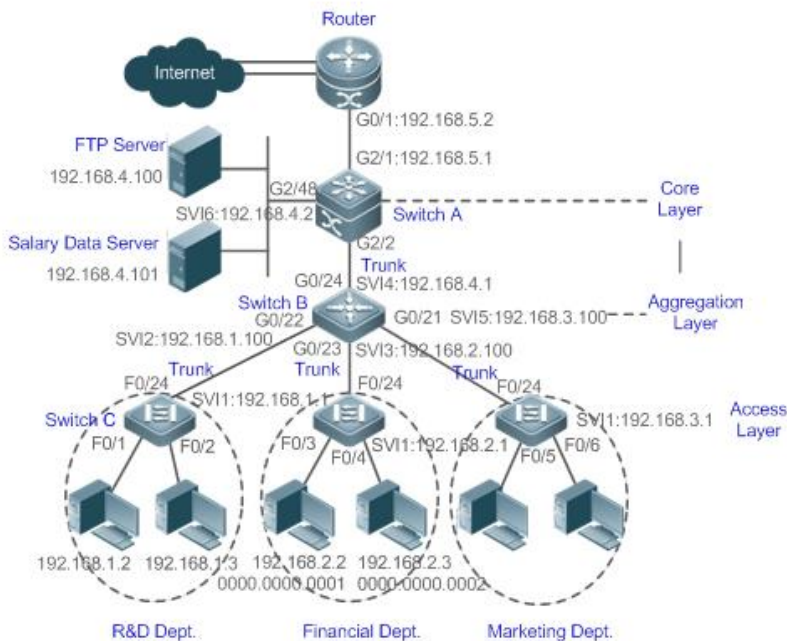 Router
Internet
G0/1:192.168.5.2
FTP Server
192.168.4.100
G2/1:192.168.5.1
G2/48
SVI6:192.168.4.2
Switch A
Core
Layer
Salary Data Server
192.168.4.101
G2/2
Trunk
G0/24
SVI4:192.168.4.1
Switch B
G0/22
G0/21
SVI5:192.168.3.100
Aggregation
Layer
SVI2:192.168.1.100
G0/23
SVI3:192.168.2.100
Trunk
Trunk
Trunk
F0/24
SVI1:192.168.1.1
F0/24
F0/24
Switch C
SVI1:192.168.3.1
Access
Layer
F0/1
F0/2
F0/3
F0/4
SVI1:192.168.2.1
F0/5
F0/6
192.168.1.2
192.168.1.3
192.168.2.2
192.168.2.3
0000.0000.0001
0000.0000.0002
R&D Dept.
Financial Dept.
Marketing Dept.